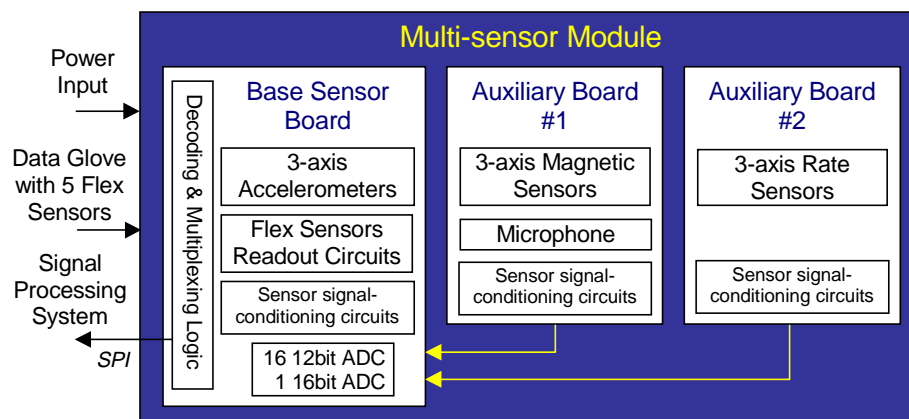 Multi-sensor Module
Power
Input
Data Glove
with 5 Flex
Sensors
Signal
Processing
System
SPI
Decoding & Multiplexing Logic
Base Sensor
Board
3-axis
Accelerometers
Flex Sensors
Readout Circuits
Sensor signal-
conditioning circuits
16 12bit ADC
1 16bit ADC
Auxiliary Board
#1
3-axis Magnetic
Sensors
Microphone
Sensor signal-
conditioning circuits
Auxiliary Board
#2
3-axis Rate
Sensors
Sensor signal-
conditioning circuits